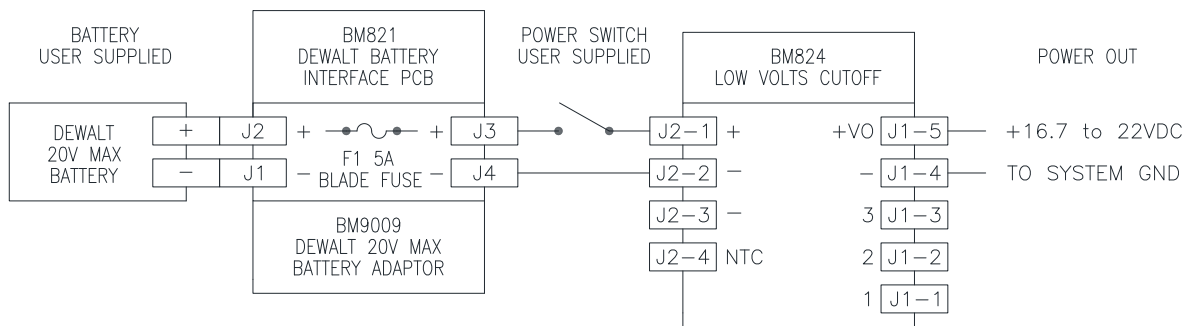 BATTERY
USER SUPPLIED
BM821
DEWALT BATTERY
INTERFACE PCB
POWER SWITCH
USER SUPPLIED
BM824
LOW VOLTS CUTOFF
POWER OUT
DEWALT
20V MAX
BATTERY
+ J2 + + J3 J2-1 + +VO J1-5 +16.7 to 22VDC
F1 5A
BLADE FUSE
− J1 − − J4 J2-2 − − J1-4 TO SYSTEM GND
J2-3 − 3 J1-3
J2-4 NTC 2 J1-2
1 J1-1
BM9009
DEWALT 20V MAX
BATTERY ADAPTOR